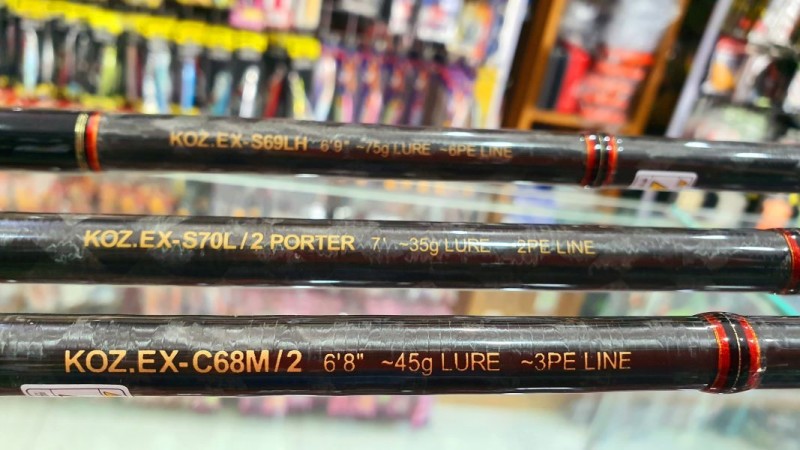 KOZ.EX-S69LH 6'9" ~75g LURE ~6PE LINE
KOZ.EX-S70L/2 PORTER 7' ~35g LURE 2PE LINE
KOZ.EX-C68M/2 6'8" ~45g LURE ~3PE LINE